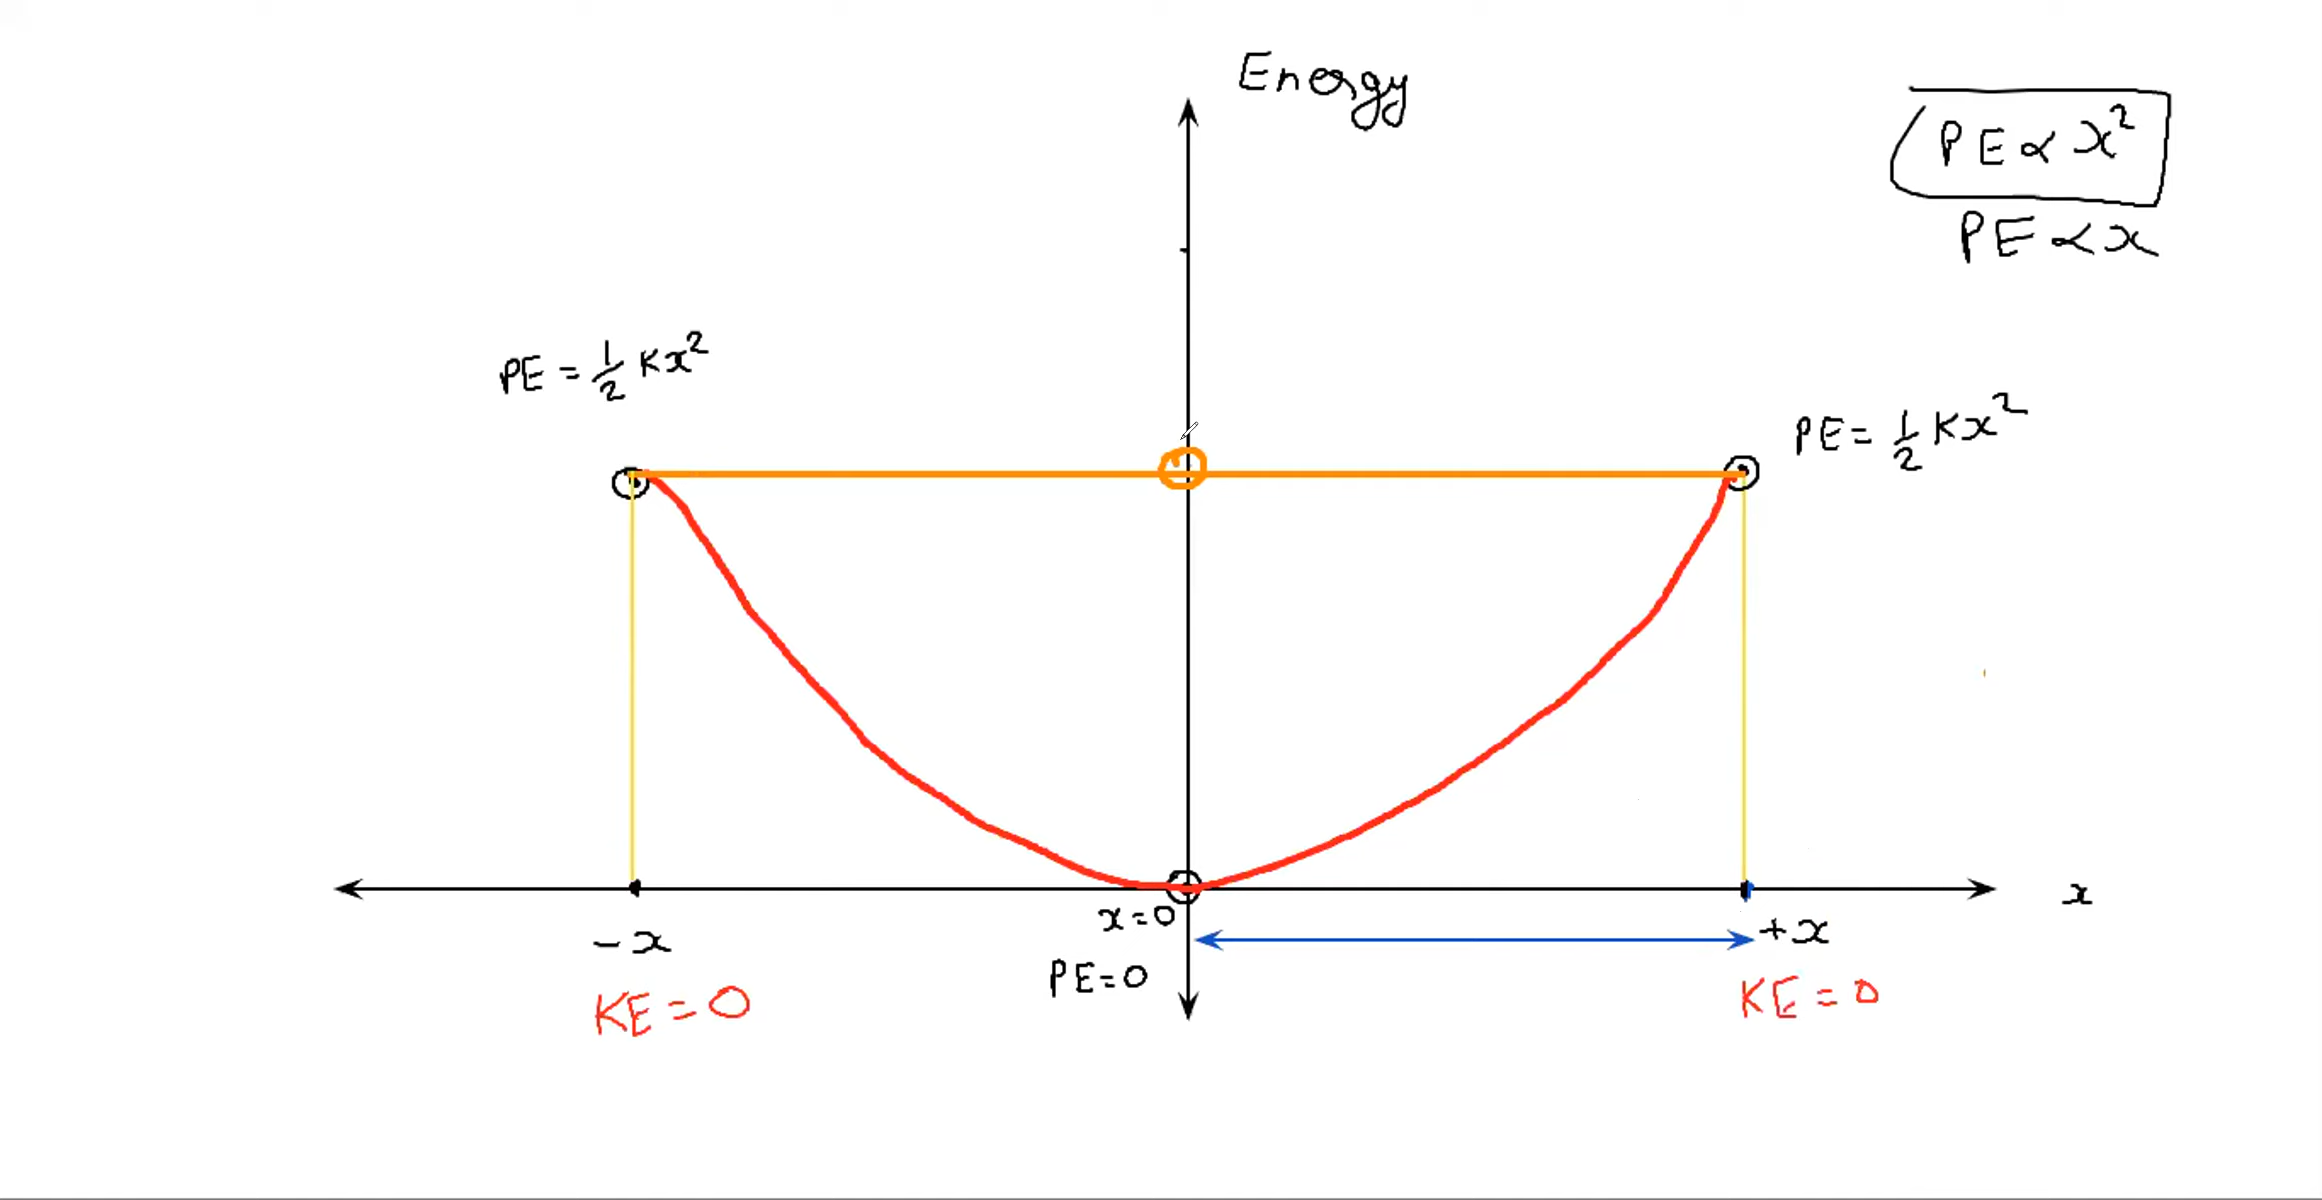 Energy
PE ∝ x²
PE ∝ x
PE = ½ Kx²
PE = ½ Kx²
x
x=0
-x
+x
PE=0
KE=0
KE=0